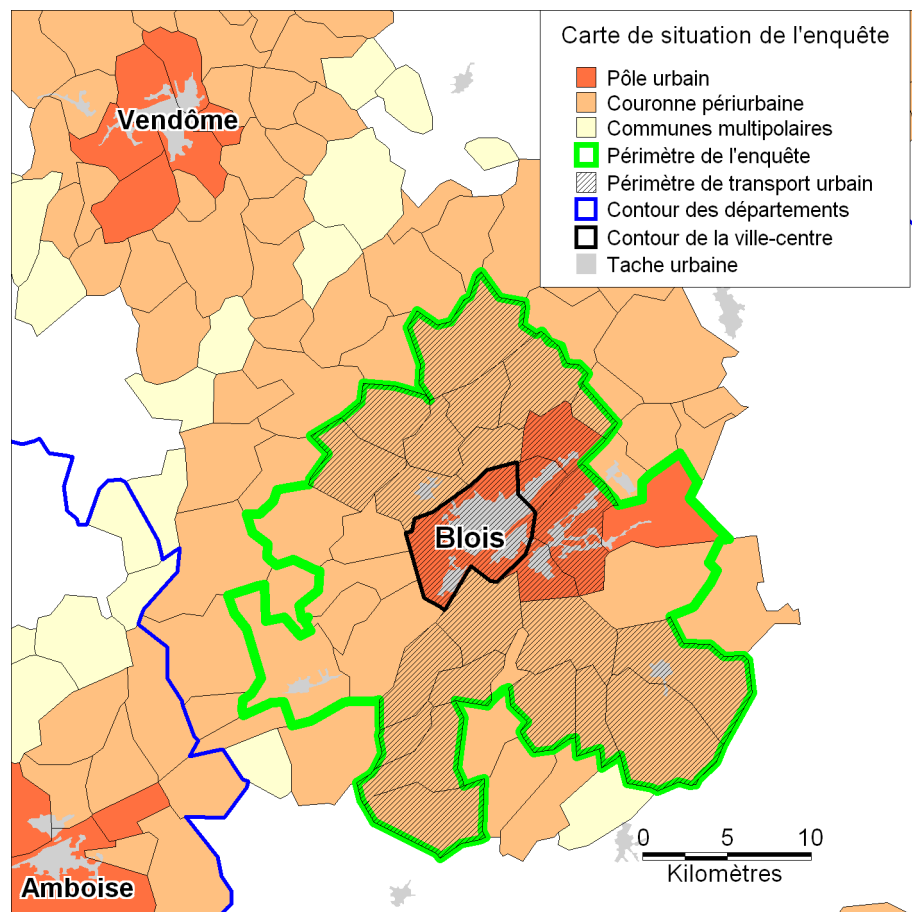 Carte de situation de l'enquête
Pôle urbain
Couronne périurbaine
Communes multipolaires
Périmètre de l'enquête
Périmètre de transport urbain
Contour des départements
Contour de la ville-centre
Tache urbaine
Vendôme
Blois
Amboise
0 5 10
Kilomètres